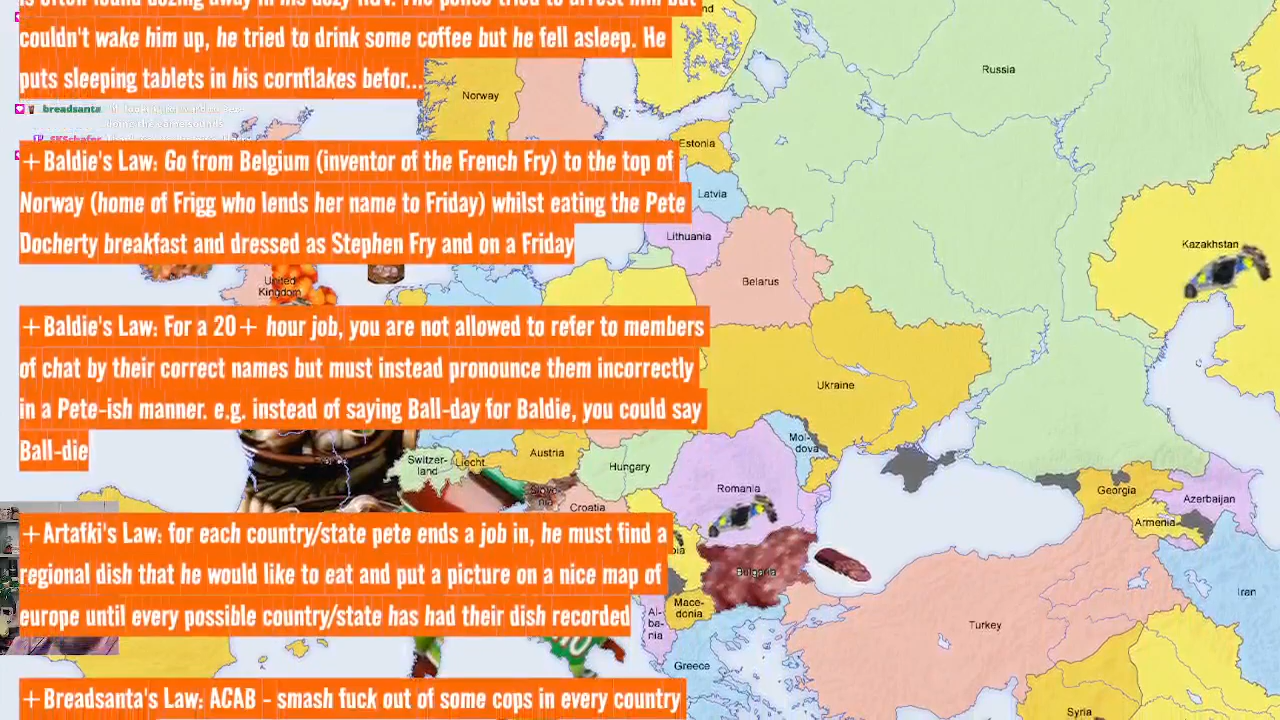 couldn't wake him up, he tried to drink some coffee but he fell asleep. He
puts sleeping tablets in his cornflakes befor...
breadsanta
+Baldie's Law: Go from Belgium (inventor of the French Fry) to the top of
Norway (home of Frigg who lends her name to Friday) whilst eating the Pete
Docherty breakfast and dressed as Stephen Fry and on a Friday
+Baldie's Law: For a 20+ hour job, you are not allowed to refer to members
of chat by their correct names but must instead pronounce them incorrectly
in a Pete-ish manner. e.g. instead of saying Ball-day for Baldie, you could say
Ball-die
+Artafki's Law: for each country/state pete ends a job in, he must find a
regional dish that he would like to eat and put a picture on a nice map of
europe until every possible country/state has had their dish recorded
+Breadsanta's Law: ACAB - smash fuck out of some cops in every country
Norway
Russia
Estonia
Latvia
Lithuania
Belarus
Kazakhstan
United
Kingdom
Ukraine
Mol-
dova
Switzer-
land
Liecht.
Austria
Hungary
Slove-
nia
Croatia
Romania
Bulgaria
Mace-
donia
Al-
ba-
nia
Greece
Georgia
Armenia
Azerbaijan
Turkey
Iran
Syria